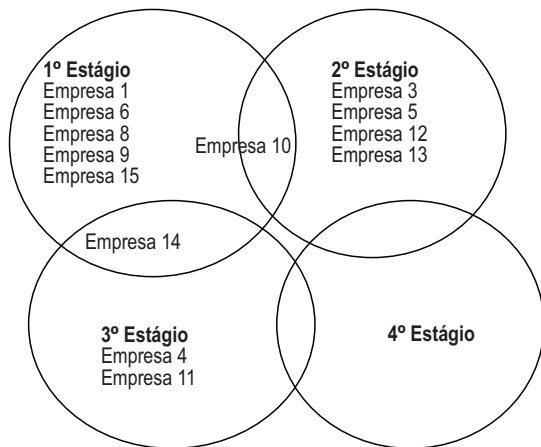 1º Estágio
Empresa 1
Empresa 6
Empresa 8
Empresa 9
Empresa 15
Empresa 10
2º Estágio
Empresa 3
Empresa 5
Empresa 12
Empresa 13
Empresa 14
3º Estágio
Empresa 4
Empresa 11
4º Estágio